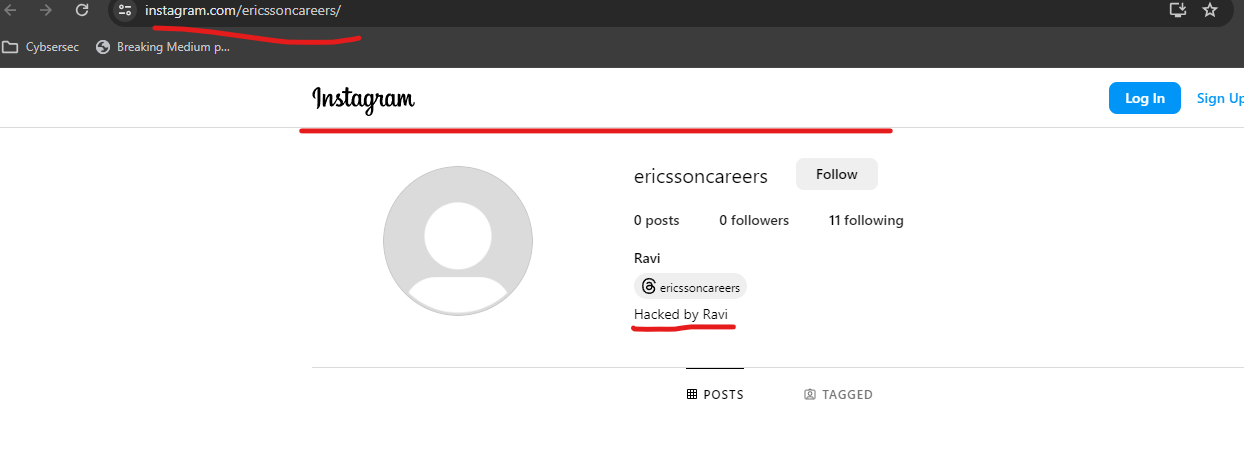 instagram.com/ericssoncareers/
Cybsersec Breaking Medium p...
Instagram Log In Sign Up
ericssoncareers Follow
0 posts 0 followers 11 following
Ravi
ericssoncareers
Hacked by Ravi
POSTS TAGGED